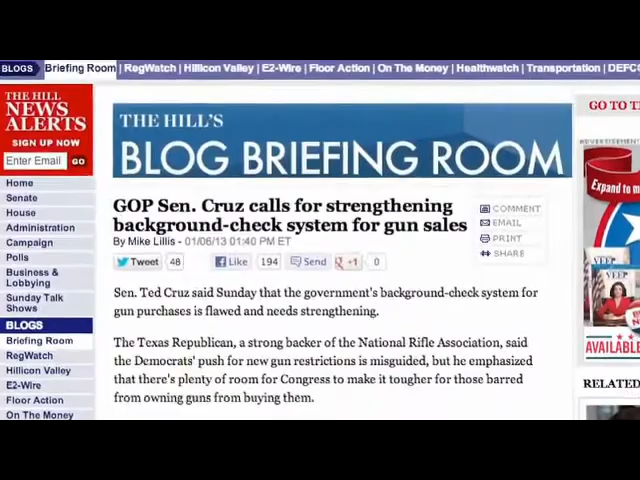 BLOGS Briefing Room | RegWatch | Hillicon Valley | E2-Wire | Floor Action | On The Money | Healthwatch | Transportation | DEFCO
THE HILL
NEWS
ALERTS
SIGN UP NOW
Enter Email GO
Home
Senate
House
Administration
Campaign
Polls
Business &
Lobbying
Sunday Talk
Shows
BLOGS
Briefing Room
RegWatch
Hillicon Valley
E2-Wire
Floor Action
On The Money
THE HILL'S
BLOG BRIEFING ROOM
GOP Sen. Cruz calls for strengthening
background-check system for gun sales
By Mike Lillis - 01/06/13 01:40 PM ET
Tweet 48 Like 194 Send +1 0
COMMENT
EMAIL
PRINT
SHARE
Sen. Ted Cruz said Sunday that the government's background-check system for
gun purchases is flawed and needs strengthening.
The Texas Republican, a strong backer of the National Rifle Association, said
the Democrats' push for new gun restrictions is misguided, but he emphasized
that there's plenty of room for Congress to make it tougher for those barred
from owning guns from buying them.
GO TO T
ADVERTISEMENT
Expand to m
VEEP
VEEP
AVAILABLE
RELATED